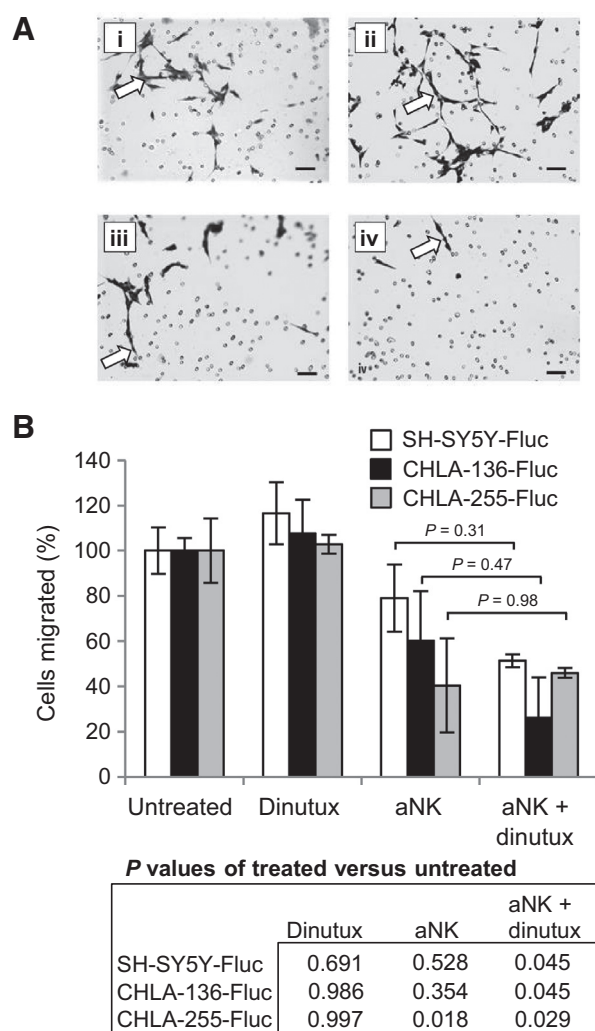 A
i
ii
iii
iv
iv
B
SH-SY5Y-Fluc
CHLA-136-Fluc
CHLA-255-Fluc
140
120
100
80
60
40
20
0
Cells migrated (%)
P = 0.31
P = 0.47
P = 0.98
Untreated Dinutux aNK aNK + dinutux
P values of treated versus untreated
Dinutux aNK aNK + dinutux
SH-SY5Y-Fluc 0.691 0.528 0.045
CHLA-136-Fluc 0.986 0.354 0.045
CHLA-255-Fluc 0.997 0.018 0.029